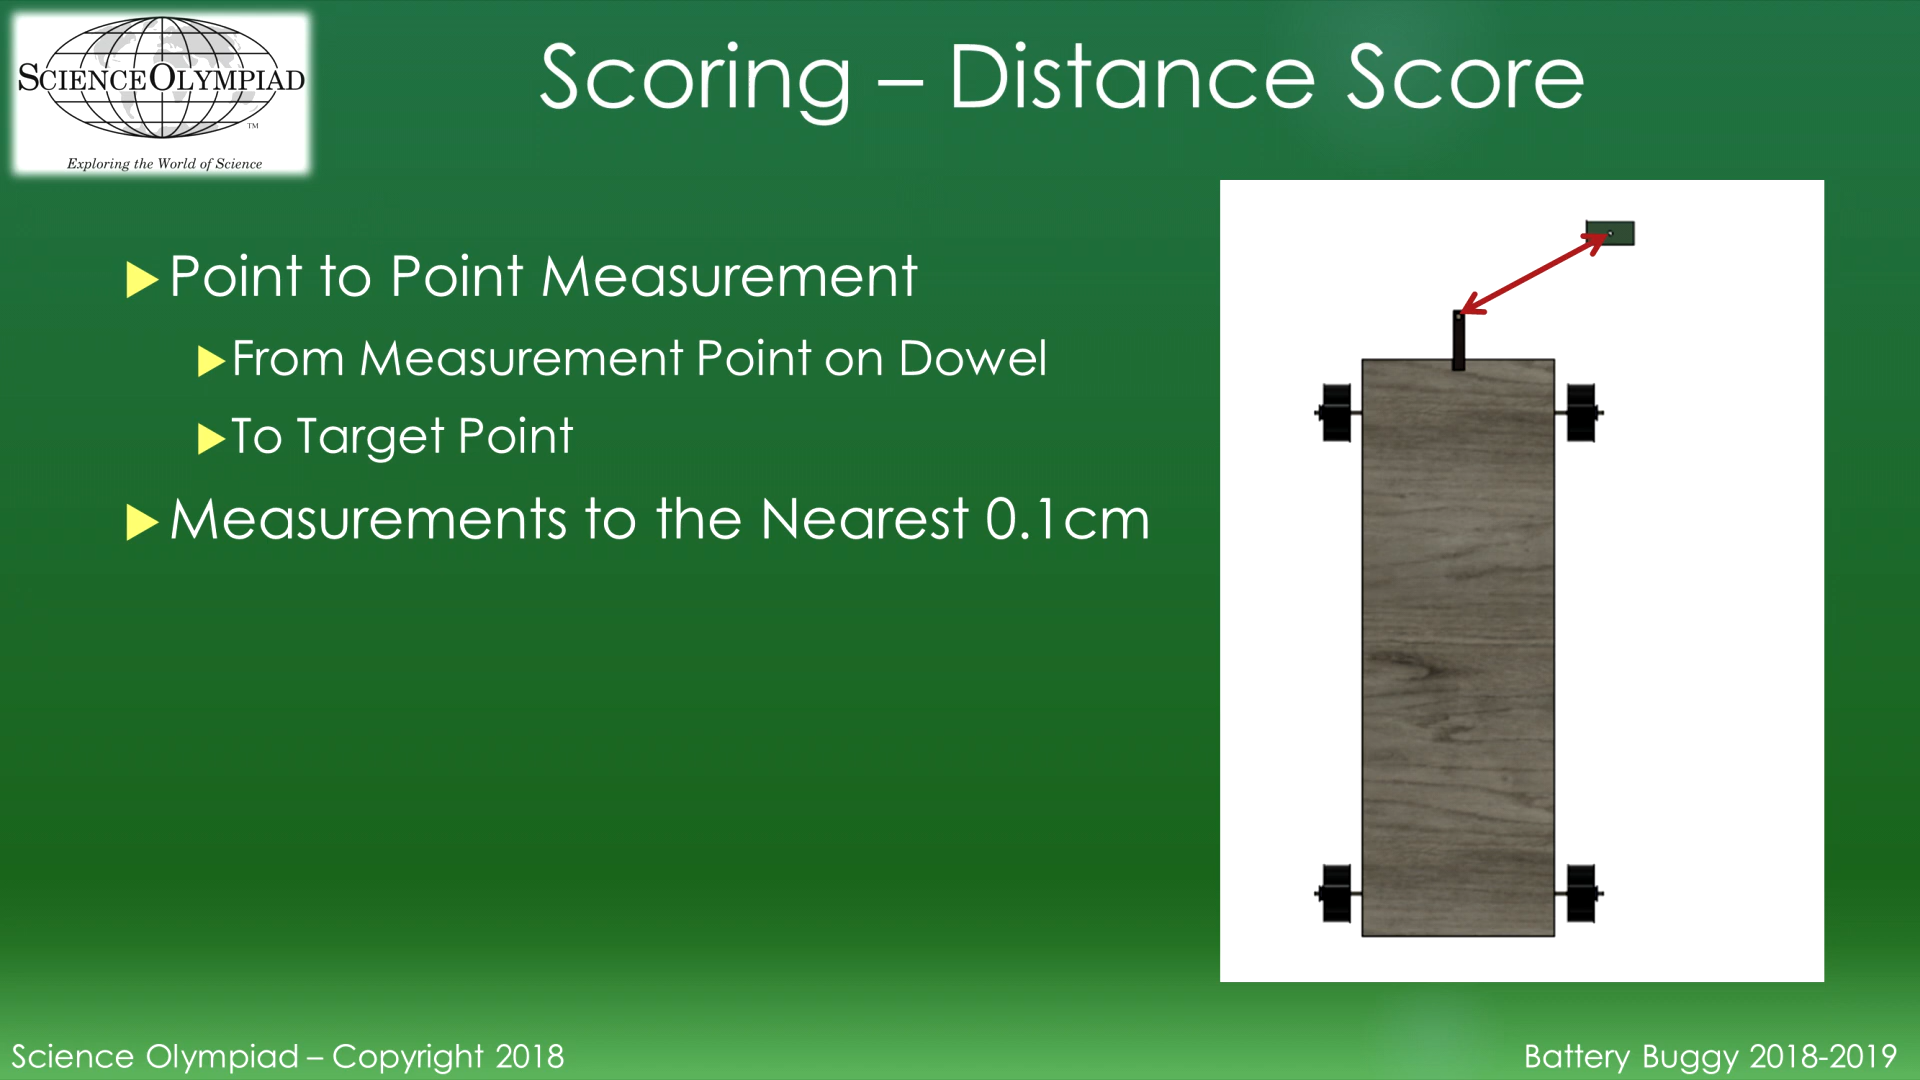 SCIENCE OLYMPIAD
TM
Exploring the World of Science
Scoring – Distance Score
Point to Point Measurement
From Measurement Point on Dowel
To Target Point
Measurements to the Nearest 0.1cm
Science Olympiad – Copyright 2018
Battery Buggy 2018-2019